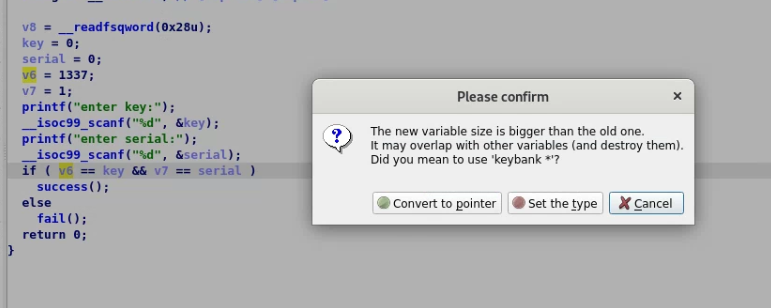 v8 = __readfsqword(0x28u);
key = 0;
serial = 0;
v6 = 1337;
v7 = 1;
printf("enter key:");
__isoc99_scanf("%d", &key);
printf("enter serial:");
__isoc99_scanf("%d", &serial);
if ( v6 == key && v7 == serial )
success();
else
fail();
return 0;
}
Please confirm
×
?
The new variable size is bigger than the old one.
It may overlap with other variables (and destroy them).
Did you mean to use 'keybank *'?
Convert to pointer
Set the type
Cancel